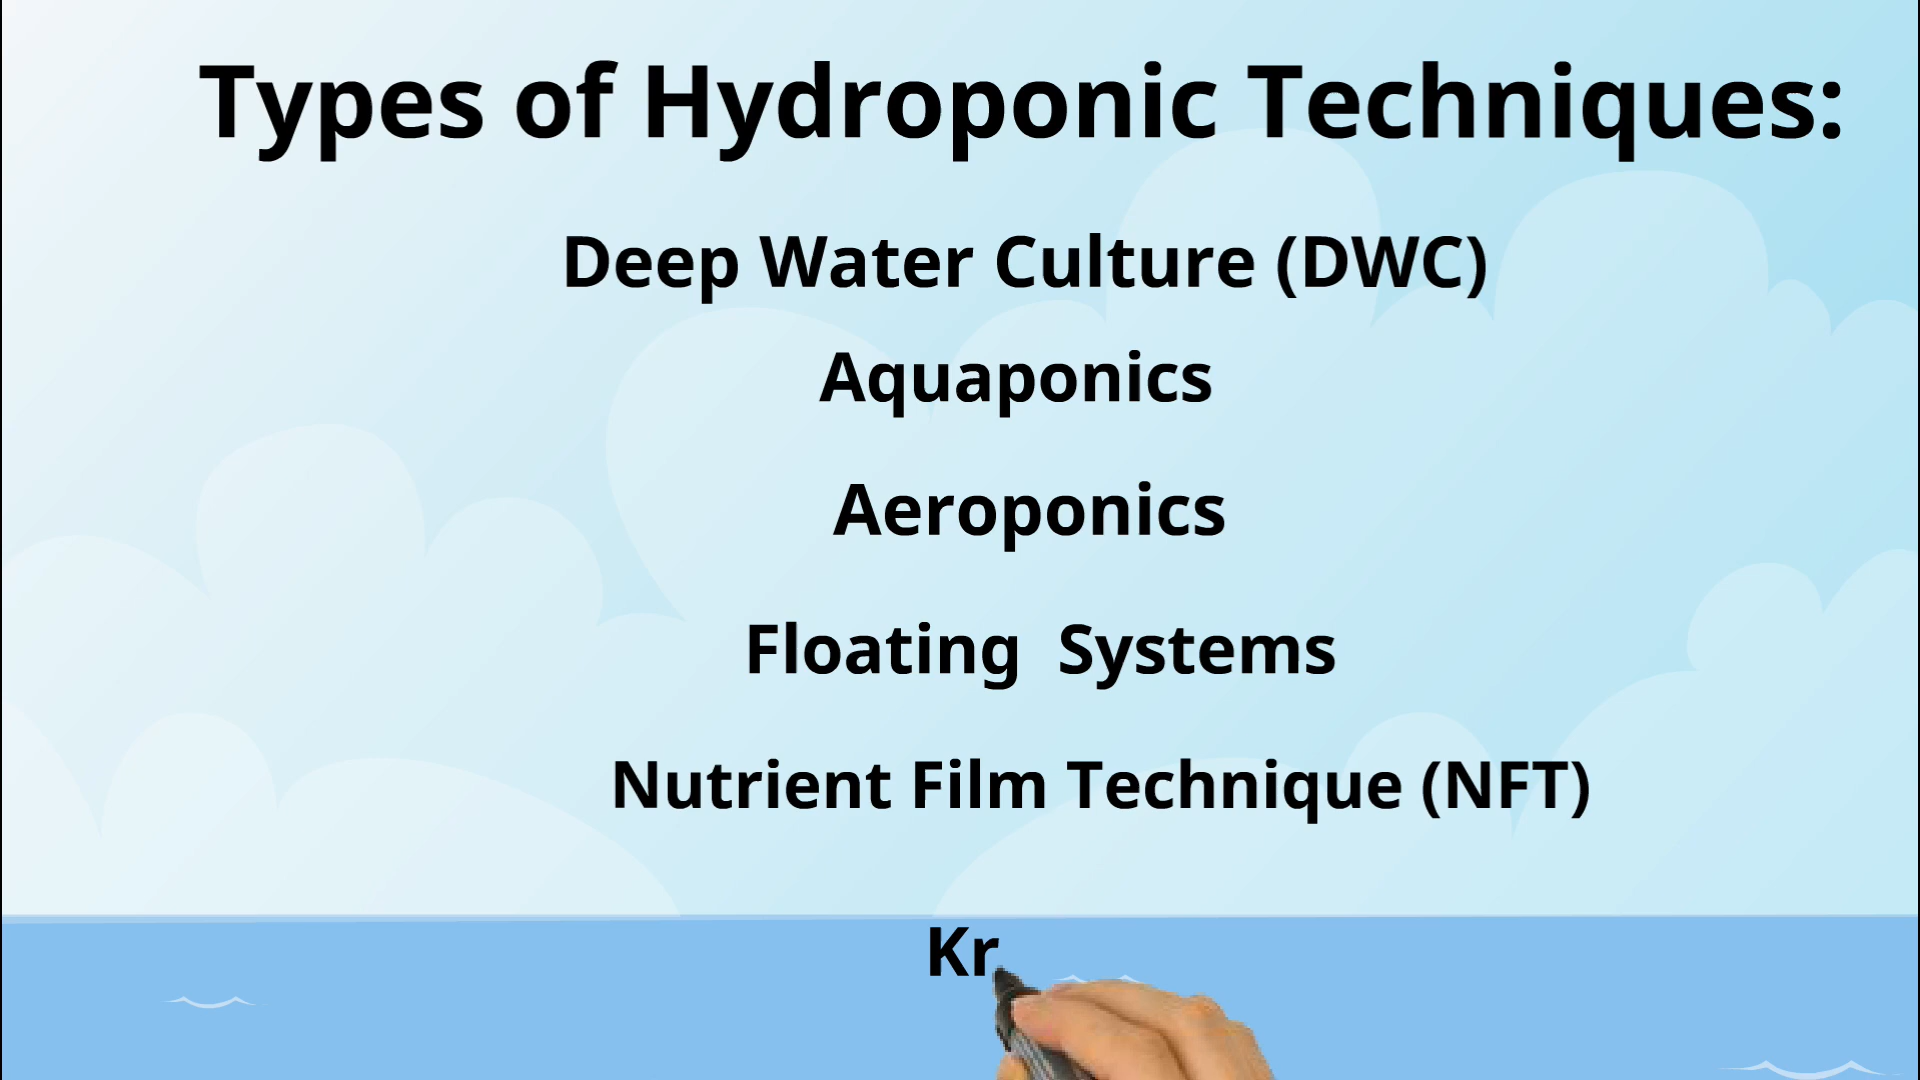 Types of Hydroponic Techniques:
Deep Water Culture (DWC)
Aquaponics
Aeroponics
Floating  Systems
Nutrient Film Technique (NFT)
Kr